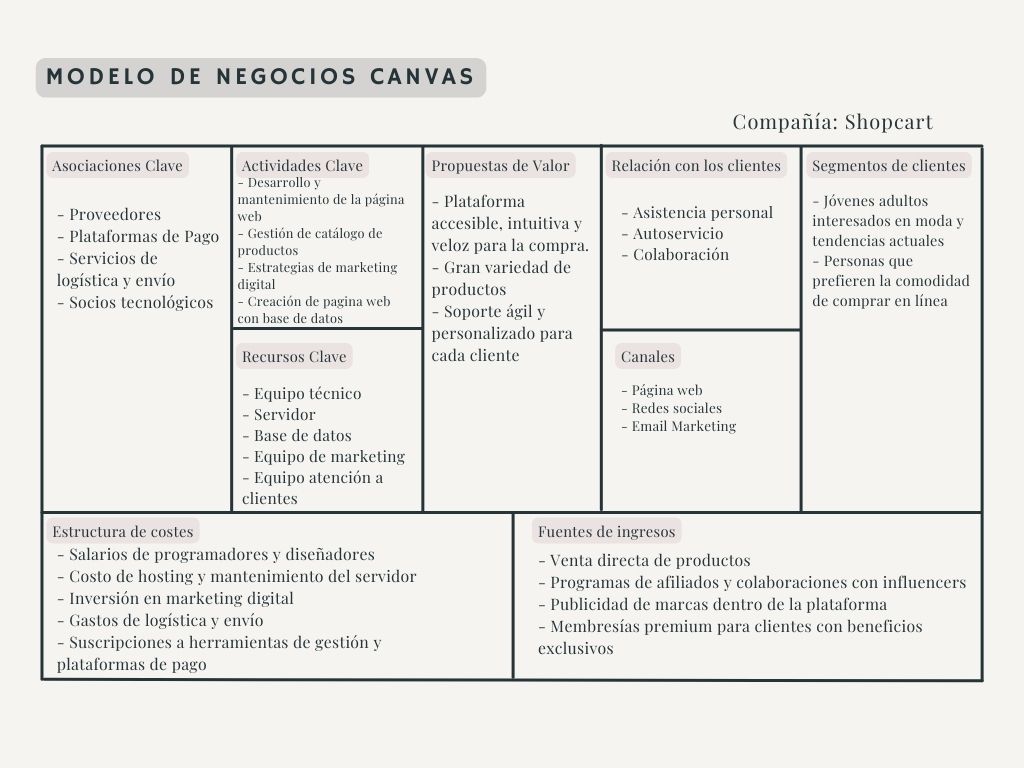 MODELO DE NEGOCIOS CANVAS
Compañía: Shopcart
Asociaciones Clave
- Proveedores
- Plataformas de Pago
- Servicios de
logística y envío
- Socios tecnológicos
Actividades Clave
- Desarrollo y
mantenimiento de la página
web
- Gestión de catálogo de
productos
- Estrategias de marketing
digital
- Creación de pagina web
con base de datos
Recursos Clave
- Equipo técnico
- Servidor
- Base de datos
- Equipo de marketing
- Equipo atención a
clientes
Propuestas de Valor
- Plataforma
accesible, intuitiva y
veloz para la compra.
- Gran variedad de
productos
- Soporte ágil y
personalizado para
cada cliente
Relación con los clientes
- Asistencia personal
- Autoservicio
- Colaboración
Canales
- Página web
- Redes sociales
- Email Marketing
Segmentos de clientes
- Jóvenes adultos
interesados en moda y
tendencias actuales
- Personas que
prefieren la comodidad
de comprar en línea
Estructura de costes
- Salarios de programadores y diseñadores
- Costo de hosting y mantenimiento del servidor
- Inversión en marketing digital
- Gastos de logística y envío
- Suscripciones a herramientas de gestión y
plataformas de pago
Fuentes de ingresos
- Venta directa de productos
- Programas de afiliados y colaboraciones con influencers
- Publicidad de marcas dentro de la plataforma
- Membresías premium para clientes con beneficios
exclusivos